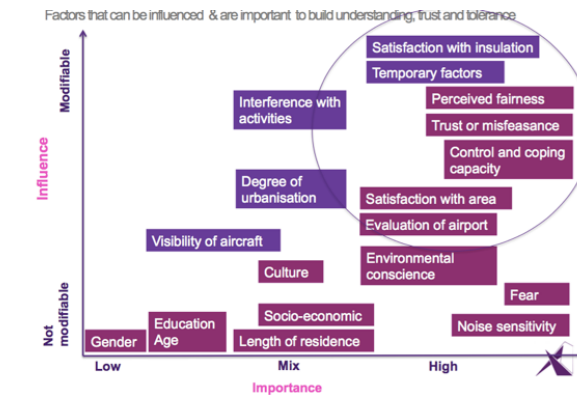 Factors that can be influenced & are important to build understanding, trust and tolerance
Satisfaction with insulation
Temporary factors
Interference with
activities
Perceived fairness
Trust or misfeasance
Control and coping
capacity
Degree of
urbanisation
Satisfaction with area
Evaluation of airport
Visibility of aircraft
Environmental
conscience
Culture
Fear
Socio-economic
Noise sensitivity
Education
Age
Gender
Length of residence
Modifiable
Influence
Not
modifiable
Low
Mix
High
Importance